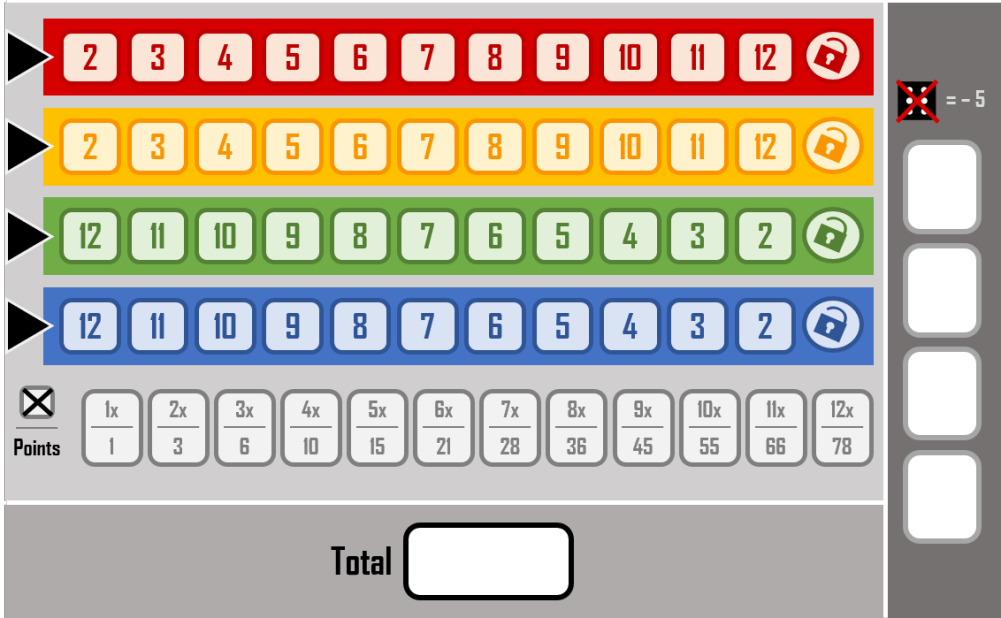 2 3 4 5 6 7 8 9 10 11 12
= - 5
2 3 4 5 6 7 8 9 10 11 12
12 11 10 9 8 7 6 5 4 3 2
12 11 10 9 8 7 6 5 4 3 2
1x 2x 3x 4x 5x 6x 7x 8x 9x 10x 11x 12x
Points 1 3 6 10 15 21 28 36 45 55 66 78
Total